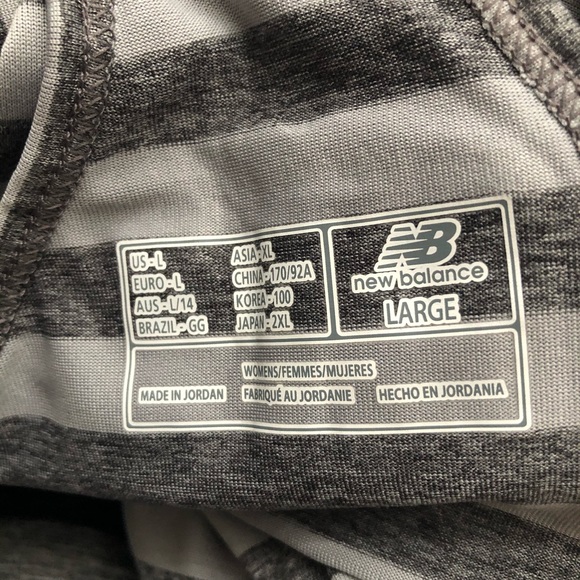 US - L
EURO - L
AUS - L/14
BRAZIL - GG
ASIA - XL
CHINA - 170/92A
KOREA - 100
JAPAN - 2XL
NB
new balance
LARGE
WOMENS/FEMMES/MUJERES
MADE IN JORDAN FABRIQUÉ AU JORDANIE HECHO EN JORDANIA